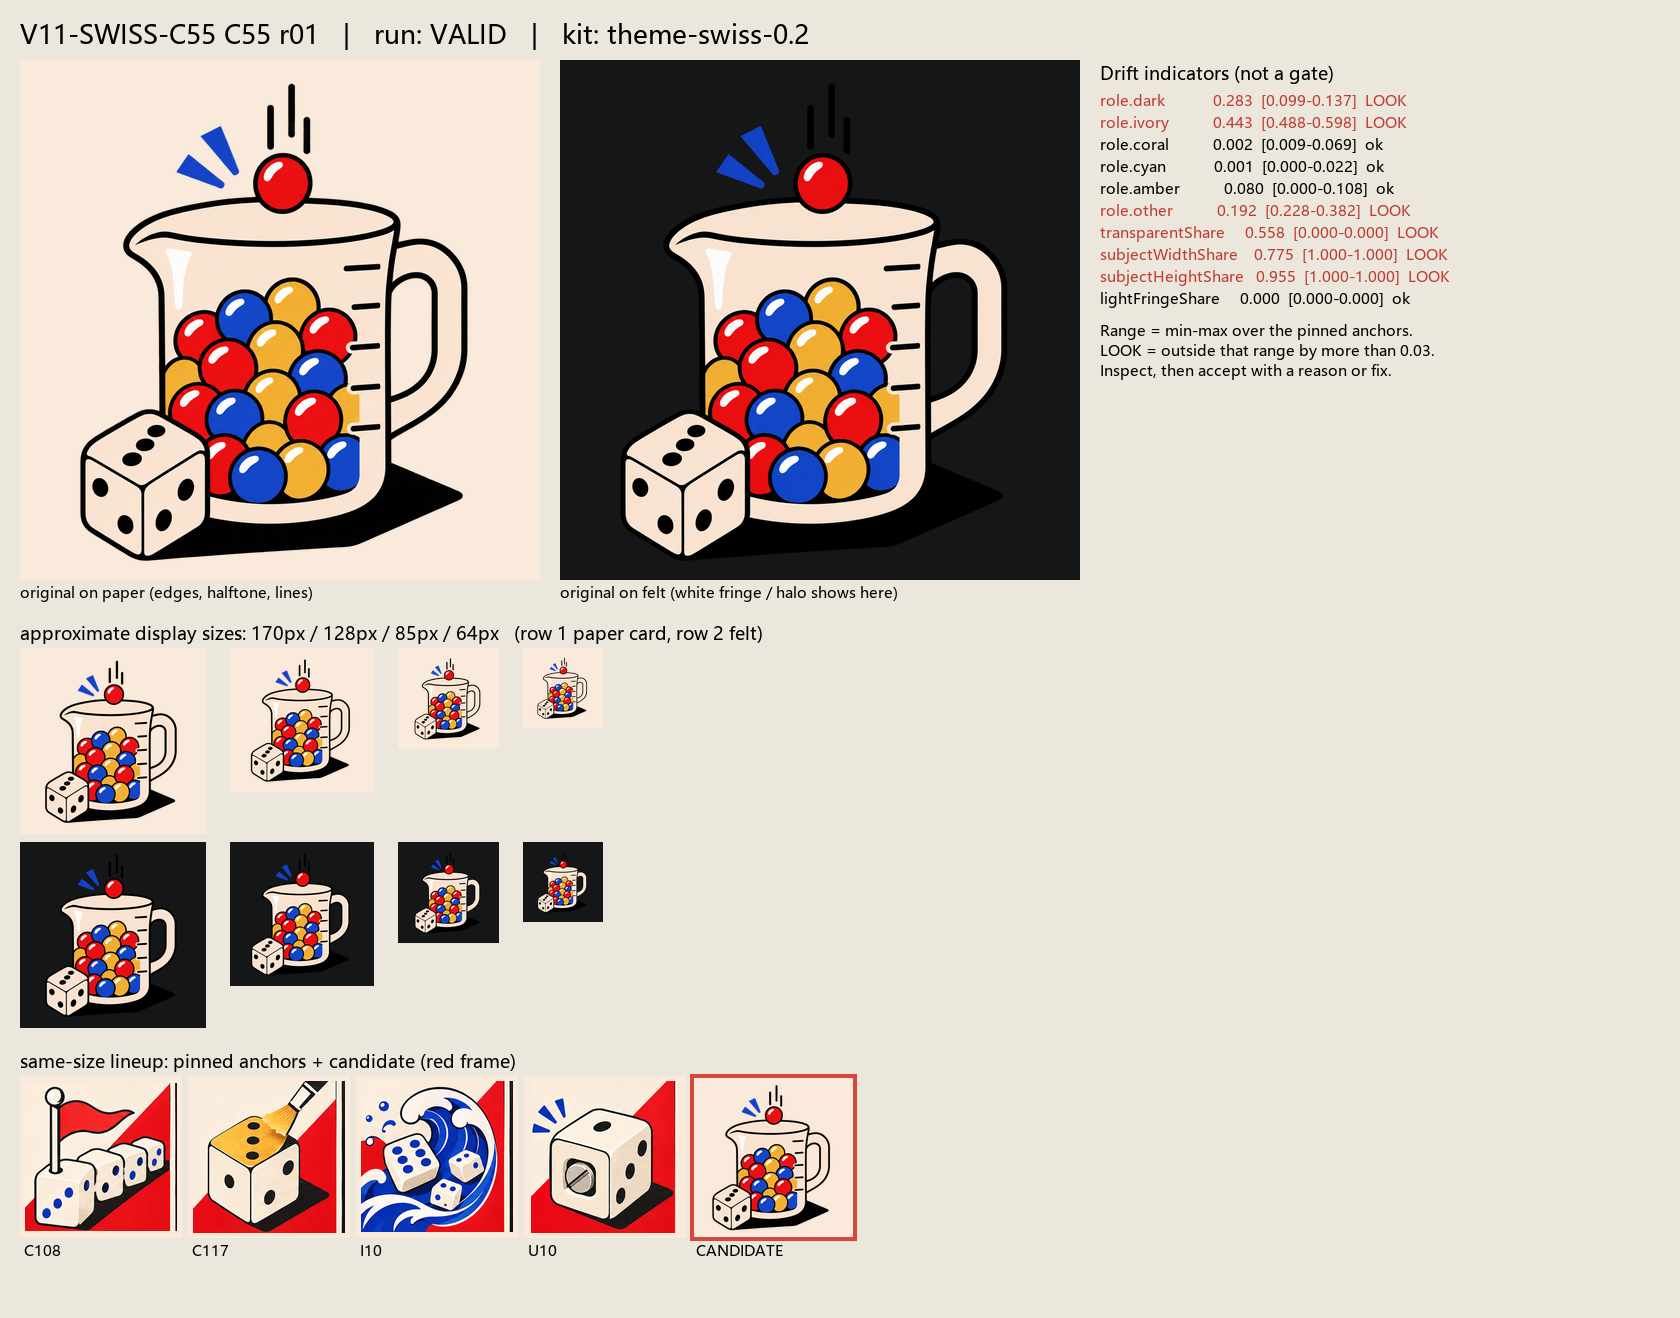 V11-SWISS-C55 C55 r01 | run: VALID | kit: theme-swiss-0.2
Drift indicators (not a gate)
role.dark 0.283 [0.099-0.137] LOOK
role.ivory 0.443 [0.488-0.598] LOOK
role.coral 0.002 [0.009-0.069] ok
role.cyan 0.001 [0.000-0.022] ok
role.amber 0.080 [0.000-0.108] ok
role.other 0.192 [0.228-0.382] LOOK
transparentShare 0.558 [0.000-0.000] LOOK
subjectWidthShare 0.775 [1.000-1.000] LOOK
subjectHeightShare 0.955 [1.000-1.000] LOOK
lightFringeShare 0.000 [0.000-0.000] ok
Range = min-max over the pinned anchors.
LOOK = outside that range by more than 0.03.
Inspect, then accept with a reason or fix.
original on paper (edges, halftone, lines)
original on felt (white fringe / halo shows here)
approximate display sizes: 170px / 128px / 85px / 64px (row 1 paper card, row 2 felt)
same-size lineup: pinned anchors + candidate (red frame)
C108
C117
I10
U10
CANDIDATE